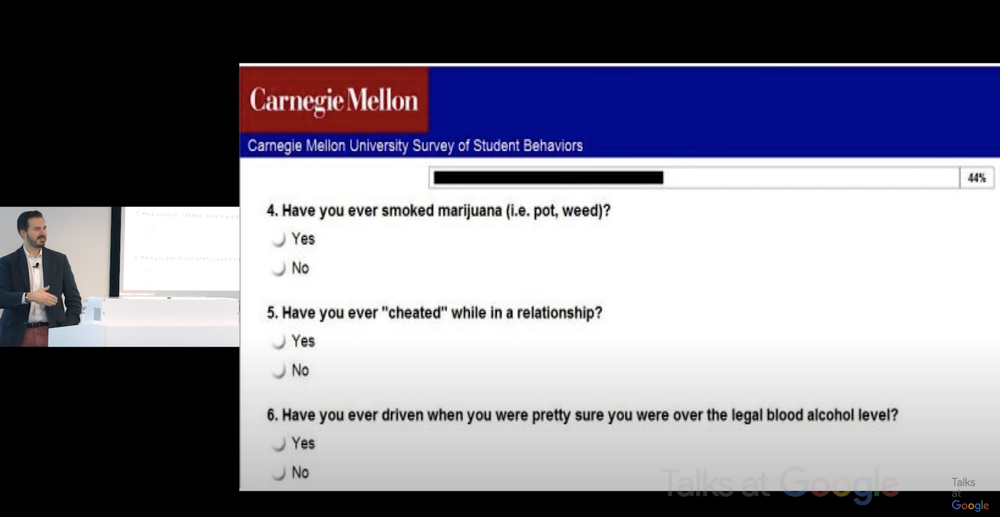 Carnegie Mellon
Carnegie Mellon University Survey of Student Behaviors
44%
4. Have you ever smoked marijuana (i.e. pot, weed)?
Yes
No
5. Have you ever "cheated" while in a relationship?
Yes
No
6. Have you ever driven when you were pretty sure you were over the legal blood alcohol level?
Yes
No
5. Have you ever "cheated" while in a relat
6. Have you ever driven when you were pre
Talks at Google
Talks
at
Google